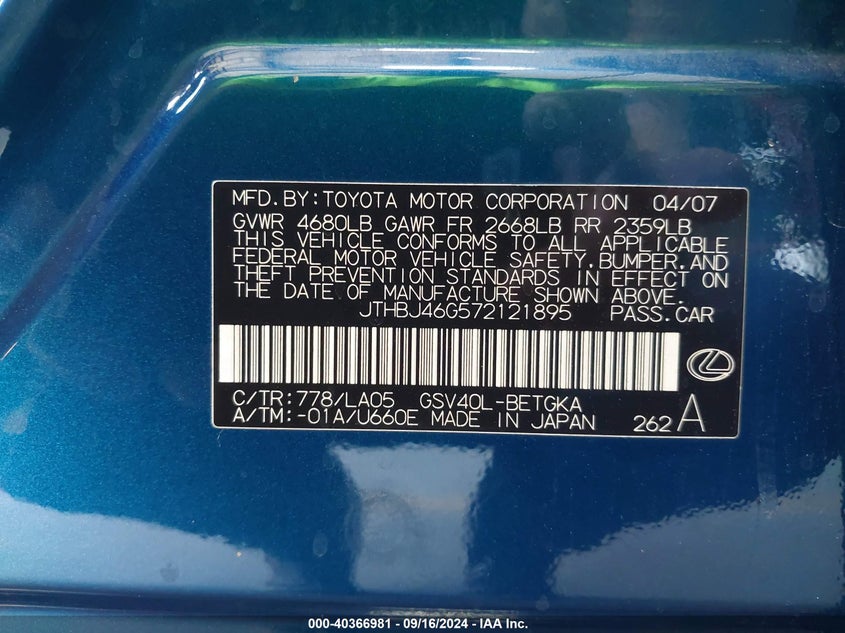 MFD.BY:TOYOTA MOTOR CORPORATION 04/07
GVWR 4680LB GAWR FR 2668LB RR 2359LB
THIS VEHICLE CONFORMS TO ALL APPLICABLE
FEDERAL MOTOR VEHICLE SAFETY,BUMPER,AND
THEFT PREVENTION STANDARDS IN EFFECT ON
THE DATE OF MANUFACTURE SHOWN ABOVE.
JTHBJ46G572121895 PASS.CAR
C/TR:778/LA05 GSV40L-BETGKA
A/TM:-01A/U660E MADE IN JAPAN 262 A
000-40366981 - 09/16/2024 - IAA Inc.